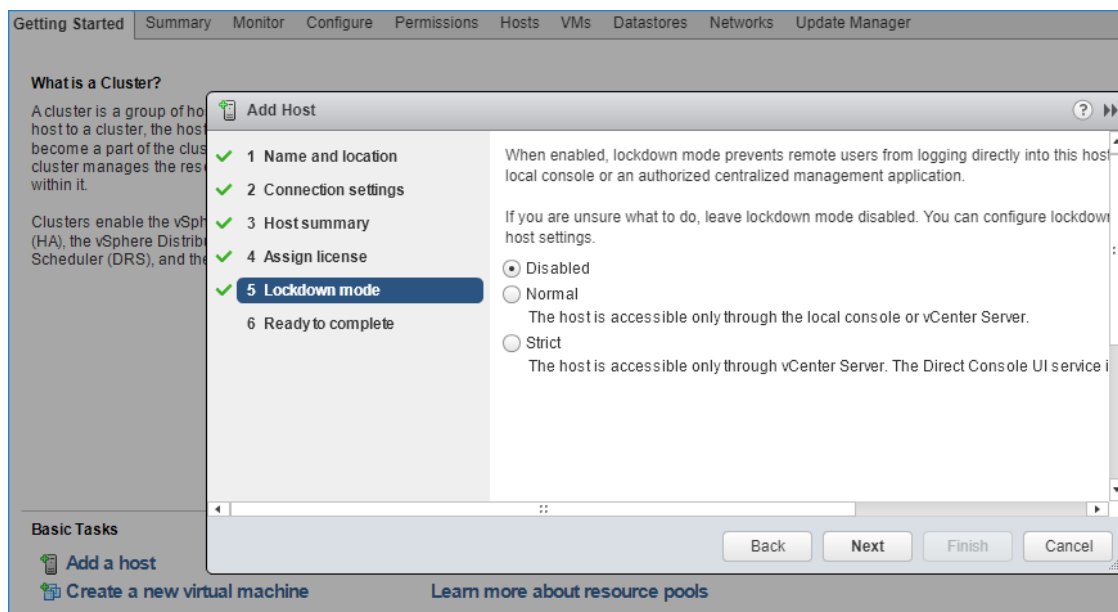 Getting Started Summary Monitor Configure Permissions Hosts VMs Datastores Networks Update Manager
What is a Cluster?
A cluster is a group of ho
host to a cluster, the host
become a part of the clus
cluster manages the res
within it.
Clusters enable the vSph
(HA), the vSphere Distrib
Scheduler (DRS), and the
Add Host
1 Name and location
2 Connection settings
3 Host summary
4 Assign license
5 Lockdown mode
6 Ready to complete
When enabled, lockdown mode prevents remote users from logging directly into this host
local console or an authorized centralized management application.
If you are unsure what to do, leave lockdown mode disabled. You can configure lockdown
host settings.
Disabled
Normal
The host is accessible only through the local console or vCenter Server.
Strict
The host is accessible only through vCenter Server. The Direct Console UI service i
Back Next Finish Cancel
Basic Tasks
Add a host
Create a new virtual machine
Learn more about resource pools